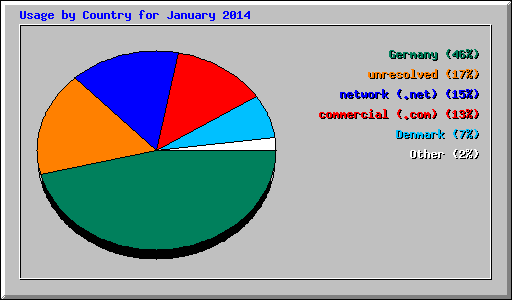 Usage by Country for January 2014
Germany (46%)
unresolved (17%)
network (.net) (15%)
commercial (.com) (13%)
Denmark (7%)
Other (2%)